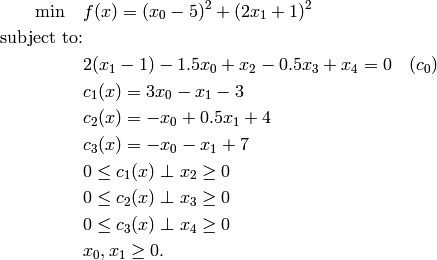 min f(x) = (x₀ − 5)² + (2x₁ + 1)²
subject to:
2(x₁ − 1) − 1.5x₀ + x₂ − 0.5x₃ + x₄ = 0 (c₀)
c₁(x) = 3x₀ − x₁ − 3
c₂(x) = −x₀ + 0.5x₁ + 4
c₃(x) = −x₀ − x₁ + 7
0 ≤ c₁(x) ⊥ x₂ ≥ 0
0 ≤ c₂(x) ⊥ x₃ ≥ 0
0 ≤ c₃(x) ⊥ x₄ ≥ 0
x₀, x₁ ≥ 0.